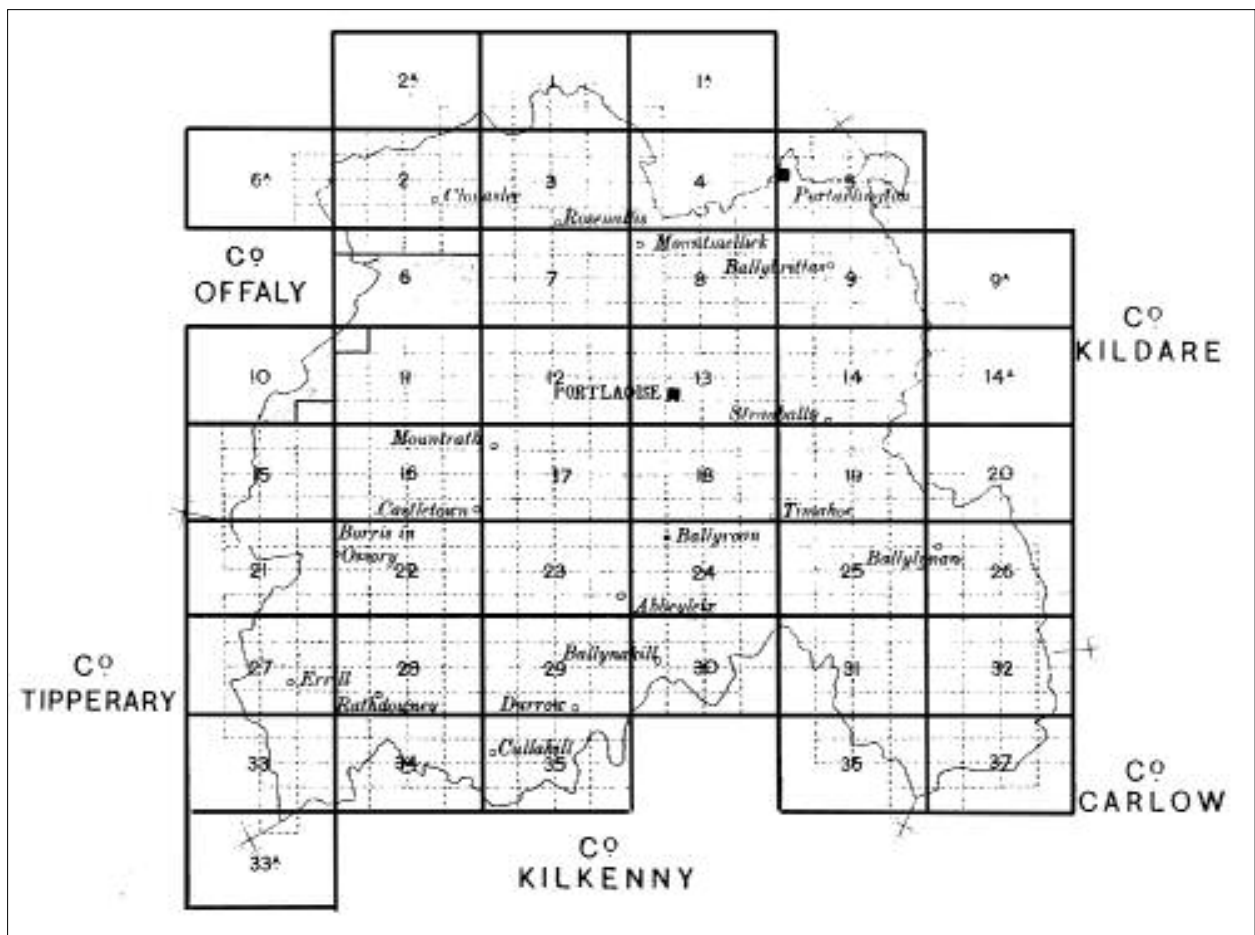 2ᴬ 1 1ᴬ
6ᴬ 2 3 4 5
Clonaslee
Portarlington
Rosenallis
Mountmellick
Cº
OFFALY
6 7 8 9 9ᴬ
Ballybrittas
Cº
KILDARE
10 11 12 13 14 14ᴬ
PORTLAOISE
Stradbally
Mountrath
15 16 17 18 19 20
Castletown
Timahoe
Borris in
Ossory
Ballyroan
Ballylynan
21 22 23 24 25 26
Abbeyleix
Cº
TIPPERARY
Ballynakill
27 28 29 30 31 32
Errill
Rathdowney
Durrow
Cullahill
33 34 35 36 37
Cº
CARLOW
33ᴬ
Cº
KILKENNY